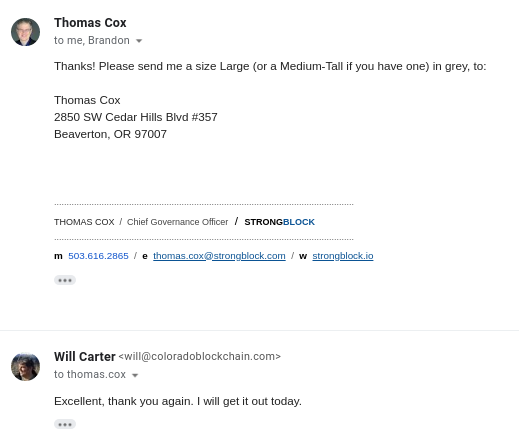 Thomas Cox
to me, Brandon
Thanks! Please send me a size Large (or a Medium-Tall if you have one) in grey, to:
Thomas Cox
2850 SW Cedar Hills Blvd #357
Beaverton, OR 97007
THOMAS COX / Chief Governance Officer / STRONGBLOCK
m 503.616.2865 / e thomas.cox@strongblock.com / w strongblock.io
Will Carter <will@coloradoblockchain.com>
to thomas.cox
Excellent, thank you again. I will get it out today.